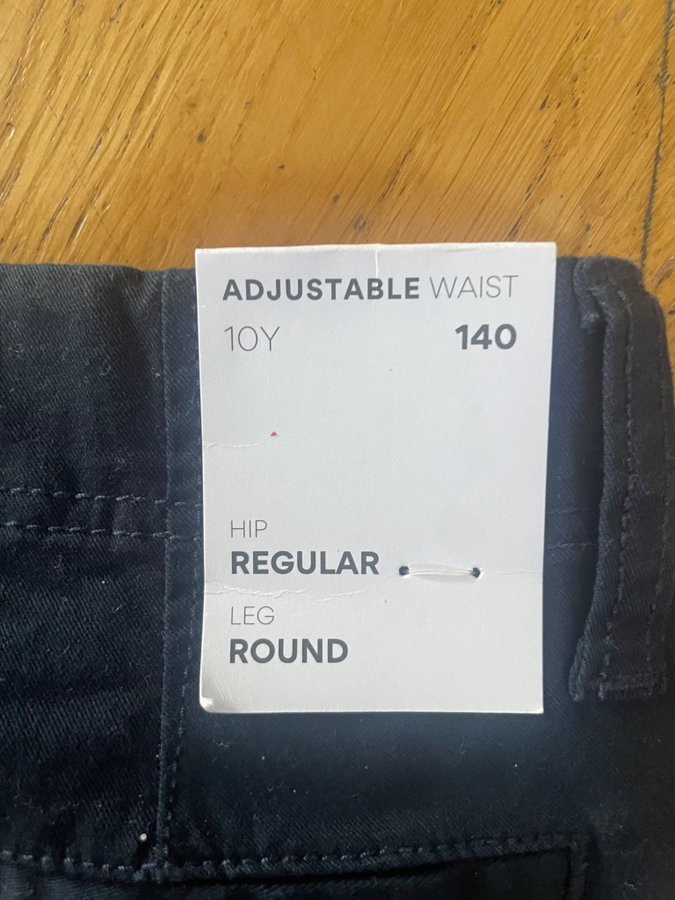 ADJUSTABLE WAIST
10Y 140
HIP
REGULAR
LEG
ROUND